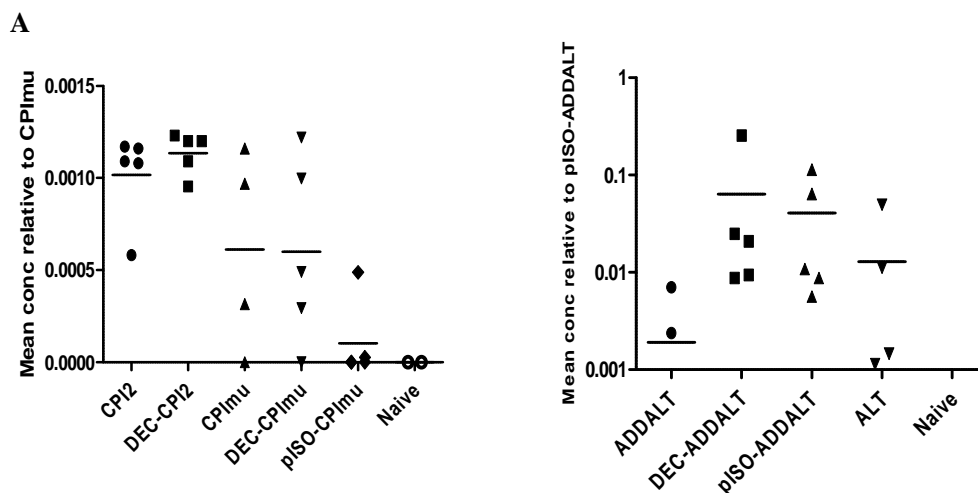 A
Mean conc relative to CPImu
0.0015
0.0010
0.0005
0.0000
CPI2
DEC-CPI2
CPImu
DEC-CPImu
pISO-CPImu
Naive
Mean conc relative to pISO-ADDALT
1
0.1
0.01
0.001
ADDALT
DEC-ADDALT
pISO-ADDALT
ALT
Naive